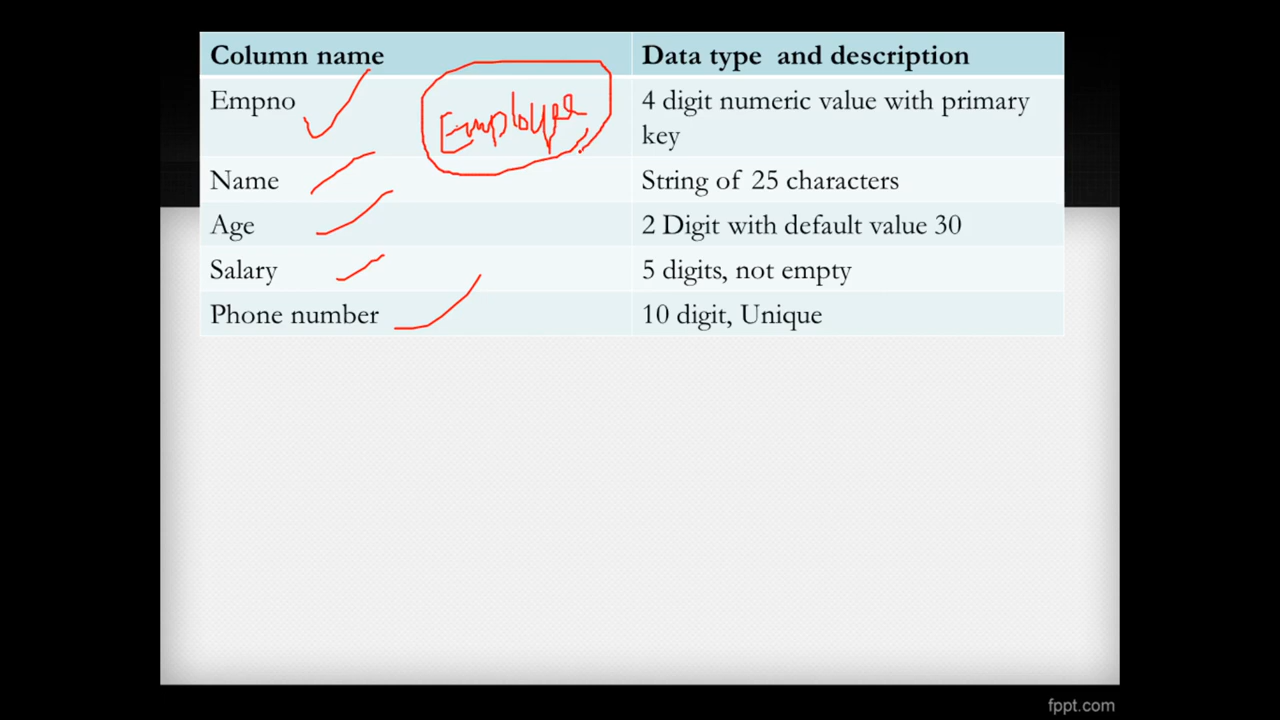 Column name Data type and description
Empno 4 digit numeric value with primary
key
Employee
Name String of 25 characters
Age 2 Digit with default value 30
Salary 5 digits, not empty
Phone number 10 digit, Unique
fppt.com